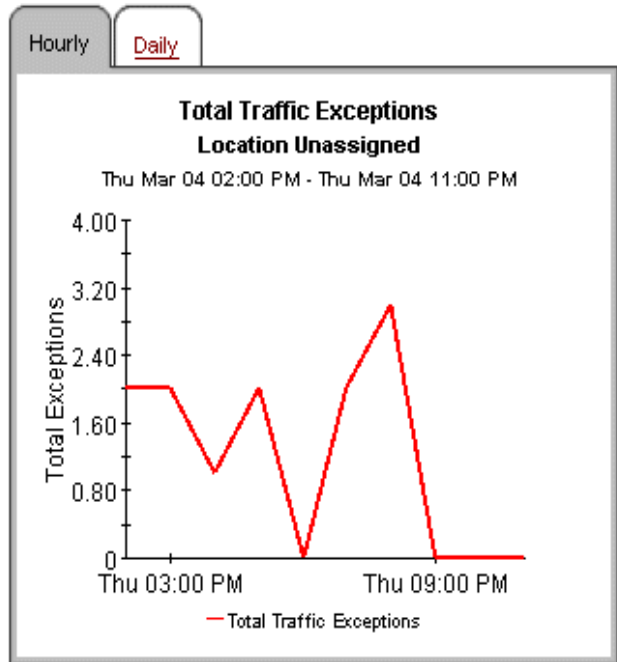 Hourly Daily
Total Traffic Exceptions
Location Unassigned
Thu Mar 04 02:00 PM - Thu Mar 04 11:00 PM
4.00
3.20
2.40
1.60
0.80
0
Total Exceptions
Thu 03:00 PM Thu 09:00 PM
Total Traffic Exceptions